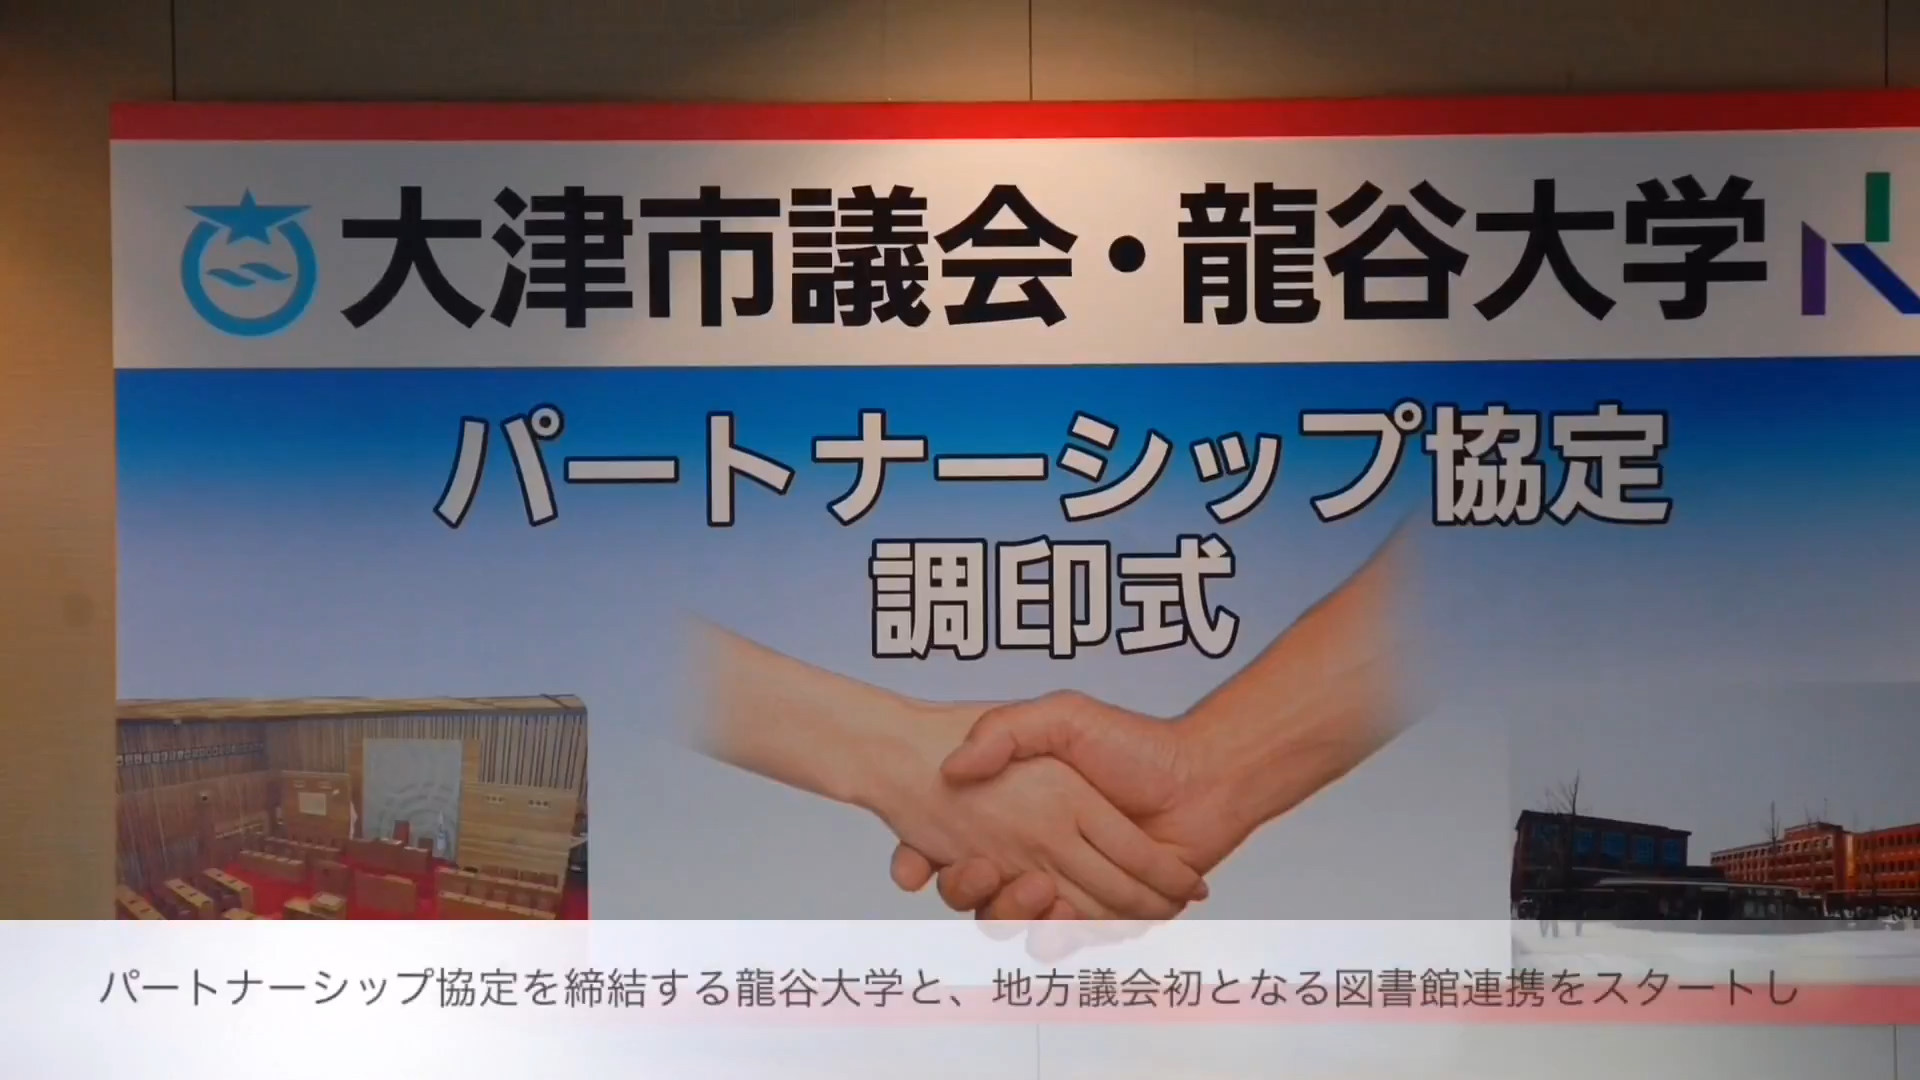 大津市議会・龍谷大学
パートナーシップ協定
調印式
パートナーシップ協定を締結する龍谷大学と、地方議会初となる図書館連携をスタートし